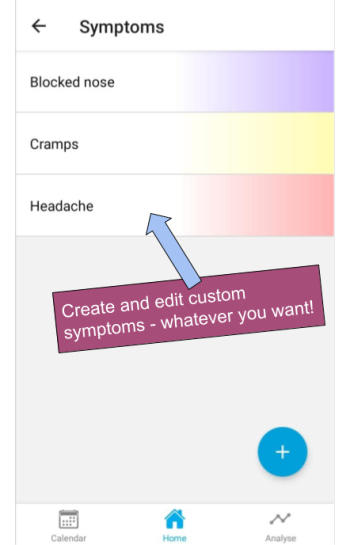 Symptoms
Blocked nose
Cramps
Headache
Create and edit custom
symptoms - whatever you want!
Calendar
Home
Analyse